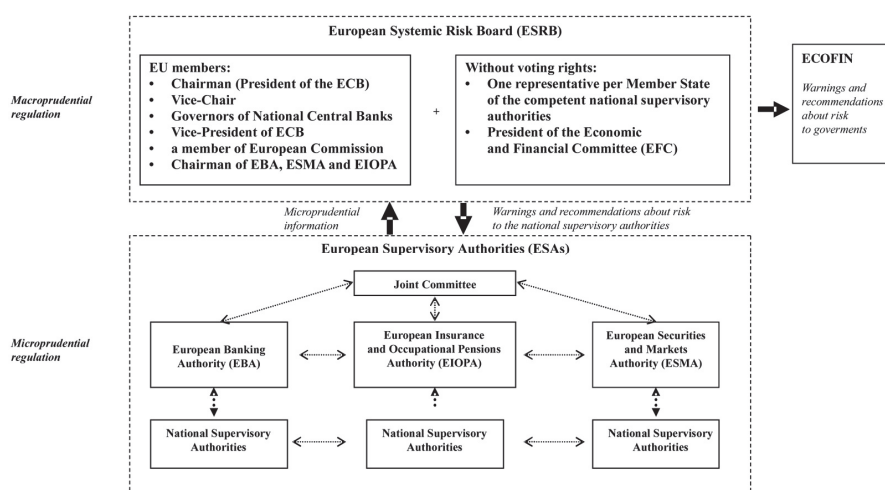 European Systemic Risk Board (ESRB)
EU members:
• Chairman (President of the ECB)
• Vice-Chair
• Governors of National Central Banks
• Vice-President of ECB
• a member of European Commission
• Chairman of EBA, ESMA and EIOPA
+
Without voting rights:
• One representative per Member State
of the competent national supervisory
authorities
• President of the Economic
and Financial Committee (EFC)
ECOFIN
Warnings and
recommendations
about risk
to goverments
Macroprudential
regulation
Microprudential
information
Warnings and recommendations about risk
to the national supervisory authorities
European Supervisory Authorities (ESAs)
Joint Committee
Microprudential
regulation
European Banking
Authority (EBA)
European Insurance
and Occupational Pensions
Authority (EIOPA)
European Securities
and Markets
Authority (ESMA)
National Supervisory
Authorities
National Supervisory
Authorities
National Supervisory
Authorities